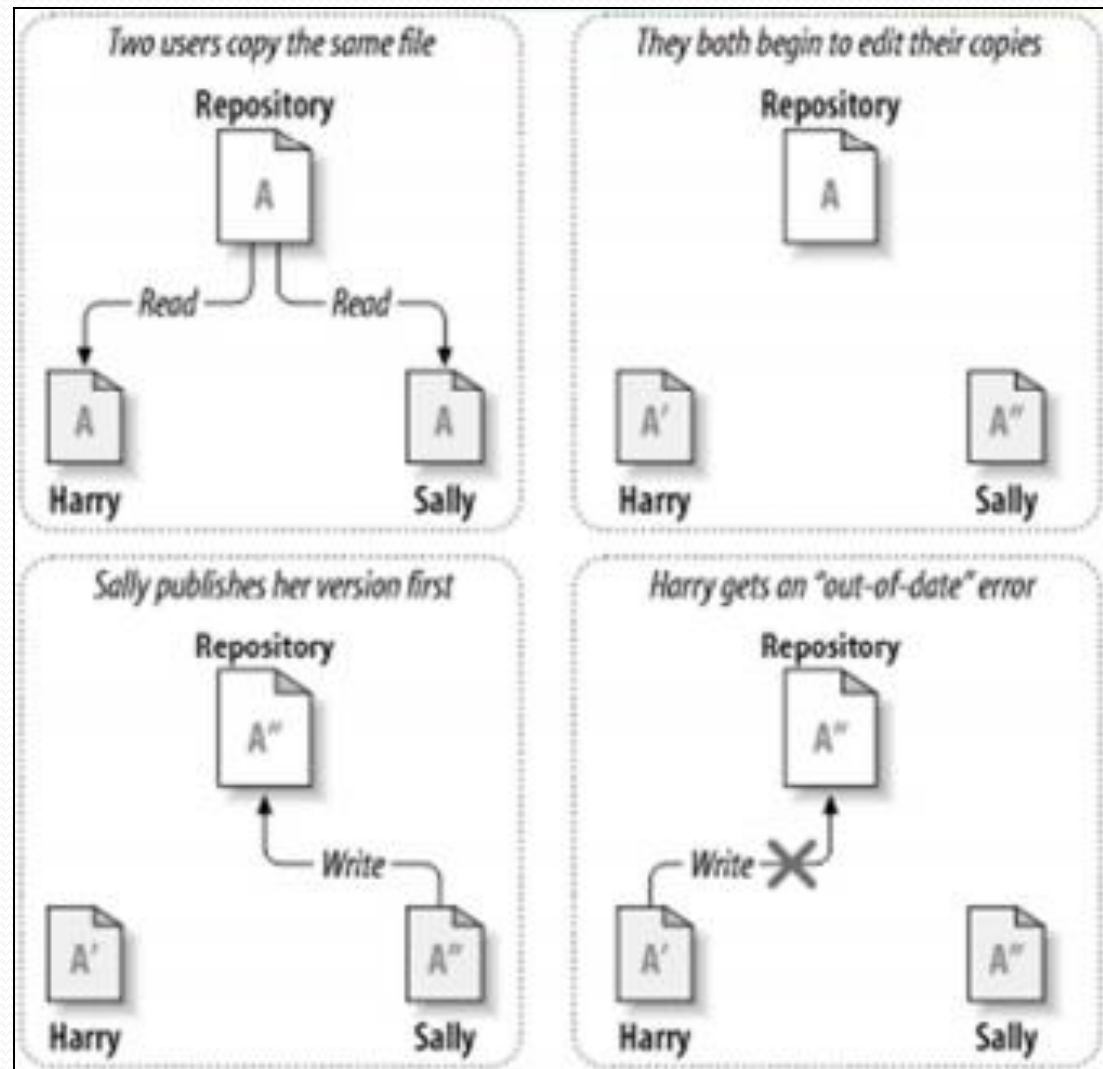 Two users copy the same file
Repository
A
Read
Read
A
A
Harry
Sally
They both begin to edit their copies
Repository
A
A'
A"
Harry
Sally
Sally publishes her version first
Repository
A"
Write
A'
A"
Harry
Sally
Harry gets an "out-of-date" error
Repository
A"
Write
A'
A"
Harry
Sally